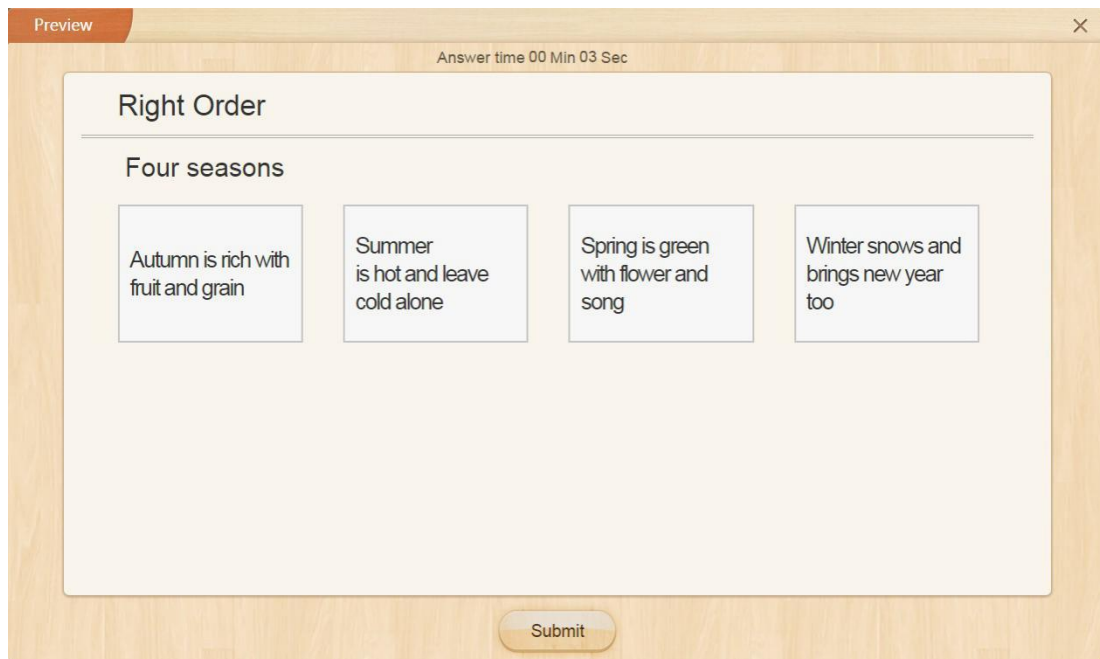 Preview
Answer time 00 Min 03 Sec
Right Order
Four seasons
Autumn is rich with
fruit and grain
Summer
is hot and leave
cold alone
Spring is green
with flower and
song
Winter snows and
brings new year
too
Submit